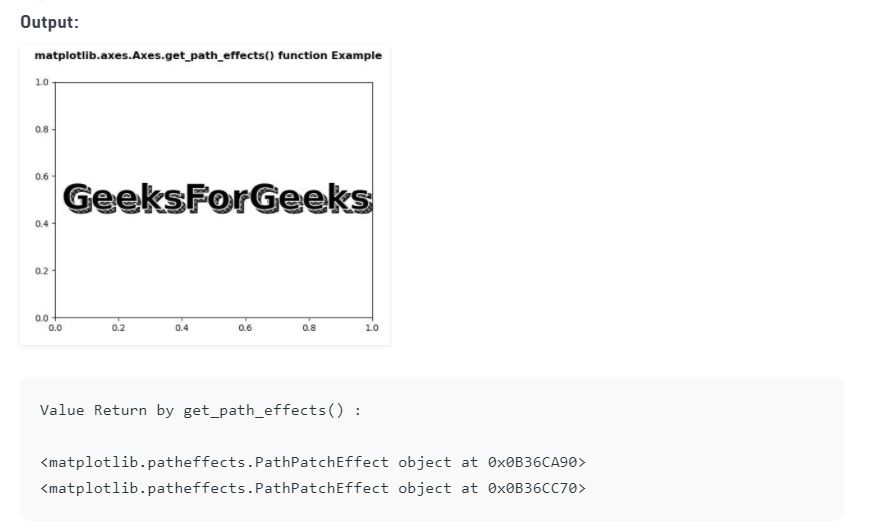 Output:
matplotlib.axes.Axes.get_path_effects() function Example
1.0
0.8
0.6
GeeksForGeeks
0.4
0.2
0.0
0.0 0.2 0.4 0.6 0.8 1.0
Value Return by get_path_effects() :
<matplotlib.patheffects.PathPatchEffect object at 0x0B36CA90>
<matplotlib.patheffects.PathPatchEffect object at 0x0B36CC70>